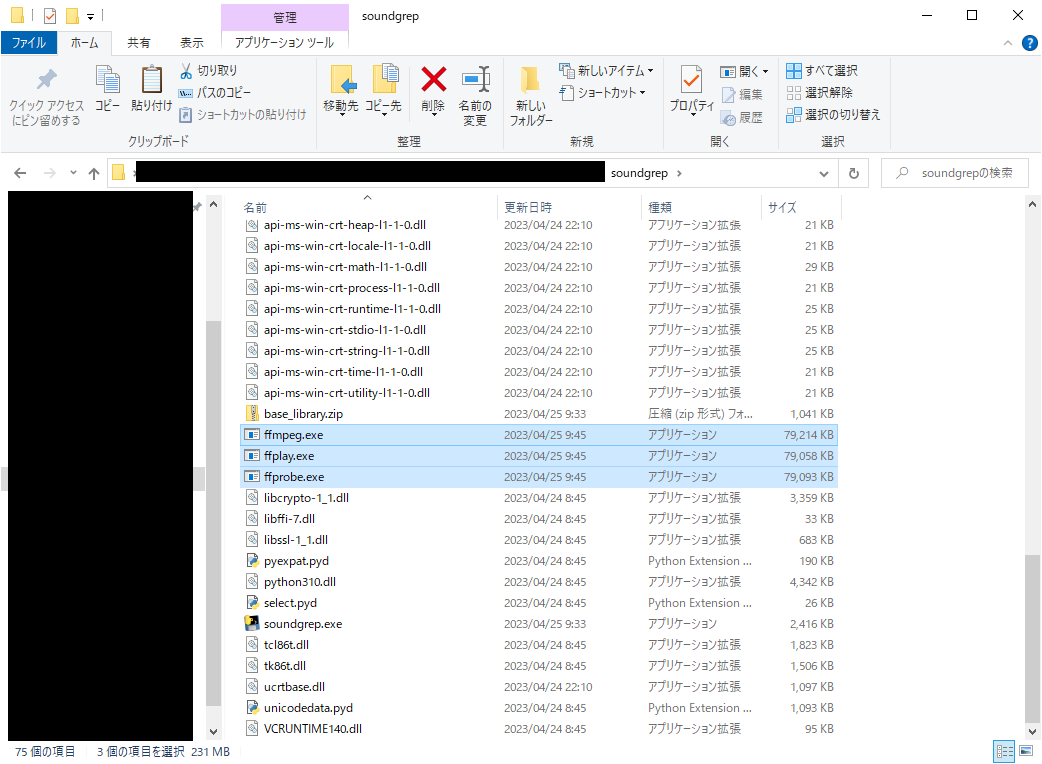 管理
soundgrep
ファイル
ホーム
共有
表示
アプリケーション ツール
クイック アクセス
にピン留めする
コピー
貼り付け
切り取り
パスのコピー
ショートカットの貼り付け
クリップボード
移動先
コピー先
削除
名前の
変更
整理
新しい
フォルダー
新しいアイテム
ショートカット
新規
プロパティ
開く
編集
履歴
開く
すべて選択
選択解除
選択の切り替え
選択
soundgrep
soundgrepの検索
名前 更新日時 種類 サイズ
api-ms-win-crt-heap-l1-1-0.dll 2023/04/24 22:10 アプリケーション拡張 21 KB
api-ms-win-crt-locale-l1-1-0.dll 2023/04/24 22:10 アプリケーション拡張 21 KB
api-ms-win-crt-math-l1-1-0.dll 2023/04/24 22:10 アプリケーション拡張 29 KB
api-ms-win-crt-process-l1-1-0.dll 2023/04/24 22:10 アプリケーション拡張 21 KB
api-ms-win-crt-runtime-l1-1-0.dll 2023/04/24 22:10 アプリケーション拡張 25 KB
api-ms-win-crt-stdio-l1-1-0.dll 2023/04/24 22:10 アプリケーション拡張 25 KB
api-ms-win-crt-string-l1-1-0.dll 2023/04/24 22:10 アプリケーション拡張 25 KB
api-ms-win-crt-time-l1-1-0.dll 2023/04/24 22:10 アプリケーション拡張 21 KB
api-ms-win-crt-utility-l1-1-0.dll 2023/04/24 22:10 アプリケーション拡張 21 KB
base_library.zip 2023/04/25 9:33 圧縮 (zip 形式) フォ... 1,041 KB
ffmpeg.exe 2023/04/25 9:45 アプリケーション 79,214 KB
ffplay.exe 2023/04/25 9:45 アプリケーション 79,058 KB
ffprobe.exe 2023/04/25 9:45 アプリケーション 79,093 KB
libcrypto-1_1.dll 2023/04/24 8:45 アプリケーション拡張 3,359 KB
libffi-7.dll 2023/04/24 8:45 アプリケーション拡張 33 KB
libssl-1_1.dll 2023/04/24 8:45 アプリケーション拡張 683 KB
pyexpat.pyd 2023/04/24 8:45 Python Extension ... 190 KB
python310.dll 2023/04/24 8:45 アプリケーション拡張 4,342 KB
select.pyd 2023/04/24 8:45 Python Extension ... 26 KB
soundgrep.exe 2023/04/25 9:33 アプリケーション 2,416 KB
tcl86t.dll 2023/04/24 8:45 アプリケーション拡張 1,823 KB
tk86t.dll 2023/04/24 8:45 アプリケーション拡張 1,506 KB
ucrtbase.dll 2023/04/24 22:10 アプリケーション拡張 1,097 KB
unicodedata.pyd 2023/04/24 8:45 Python Extension ... 1,093 KB
VCRUNTIME140.dll 2023/04/24 8:45 アプリケーション拡張 95 KB
75 個の項目 3 個の項目を選択 231 MB